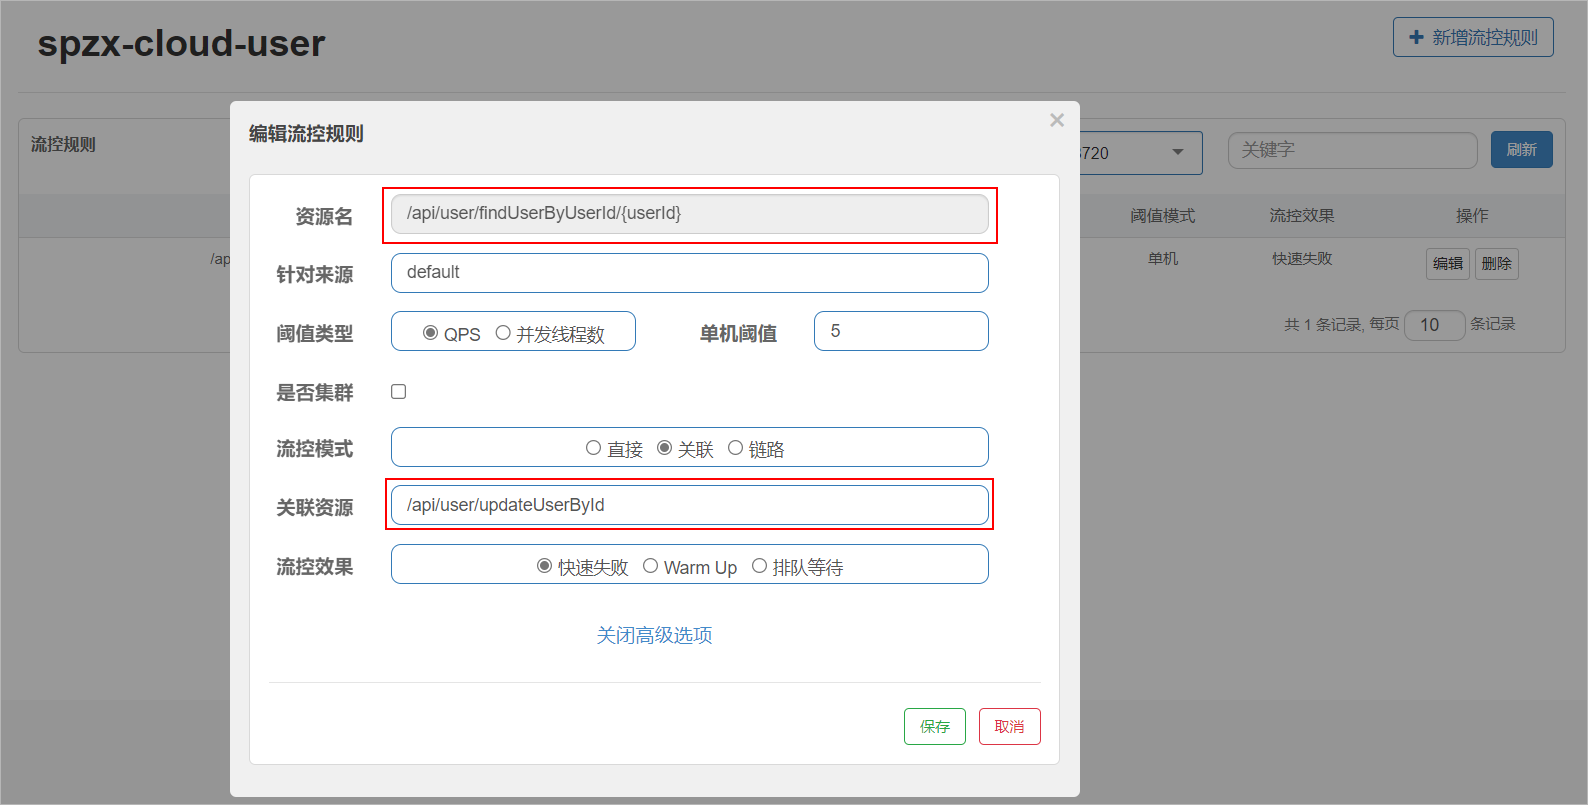 spzx-cloud-user
新增流控规则
流控规则
720
关键字
刷新
阈值模式 流控效果 操作
/ap
单机 快速失败 编辑 删除
共 1 条记录, 每页 10 条记录
编辑流控规则
×
资源名 /api/user/findUserByUserId/{userId}
针对来源 default
阈值类型 QPS 并发线程数 单机阈值 5
是否集群
流控模式 直接 关联 链路
关联资源 /api/user/updateUserById
流控效果 快速失败 Warm Up 排队等待
关闭高级选项
保存 取消